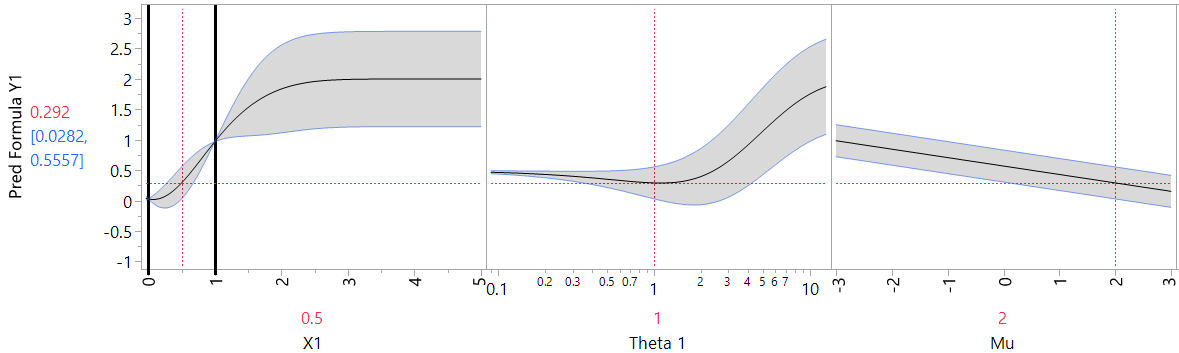 Pred Formula Y1
0.292
[0.0282,
0.5557]
3
2.5
2
1.5
1
0.5
0
-0.5
-1
0 1 2 3 4 5
0.5
X1
0.1 0.2 0.3 0.5 0.7 1 2 3 4 5 6 7 10
1
Theta 1
-3 -2 -1 0 1 2 3
2
Mu